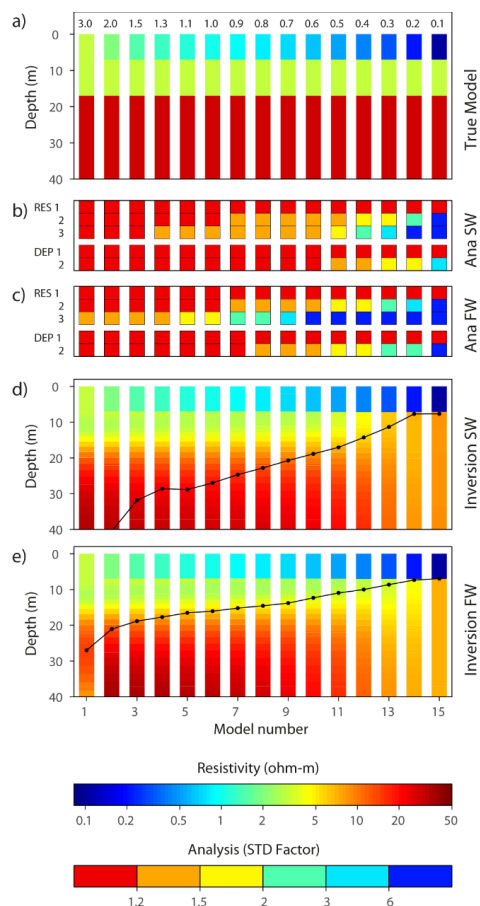 a)
3.0 2.0 1.5 1.3 1.1 1.0 0.9 0.8 0.7 0.6 0.5 0.4 0.3 0.2 0.1
0
10
20
30
40
Depth (m)
True Model
b)
RES 1
2
3
DEP 1
2
Ana SW
c)
RES 1
2
3
DEP 1
2
Ana FW
d)
0
10
20
30
40
Depth (m)
Inversion SW
e)
0
10
20
30
40
Depth (m)
Inversion FW
1 3 5 7 9 11 13 15
Model number
Resistivity (ohm-m)
0.1 0.2 0.5 1 2 5 10 20 50
Analysis (STD Factor)
1.2 1.5 2 3 6